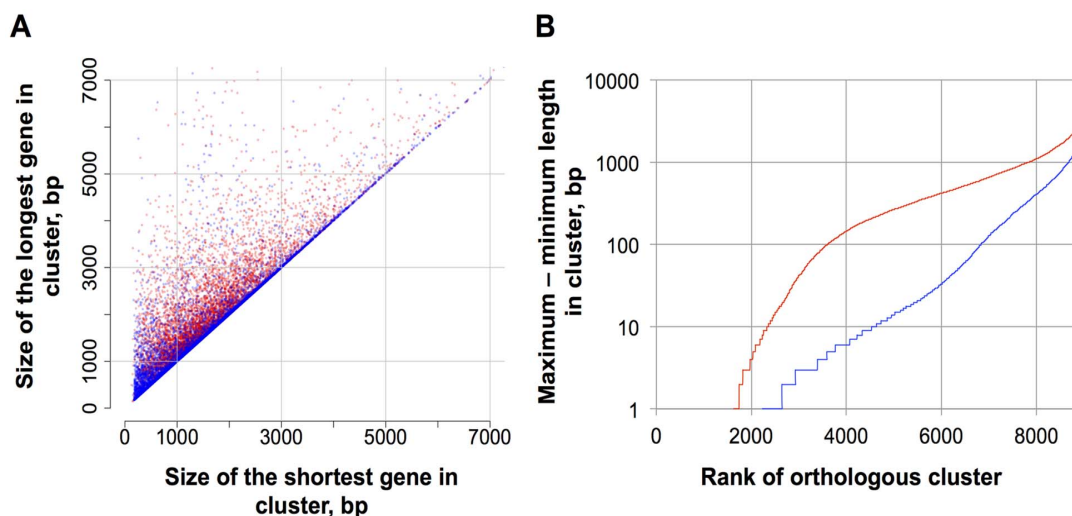 A
Size of the longest gene in
cluster, bp
7000
5000
3000
1000
0
0
1000
3000
5000
7000
Size of the shortest gene in
cluster, bp
B
Maximum – minimum length
in cluster, bp
10000
1000
100
10
1
0
2000
4000
6000
8000
Rank of orthologous cluster